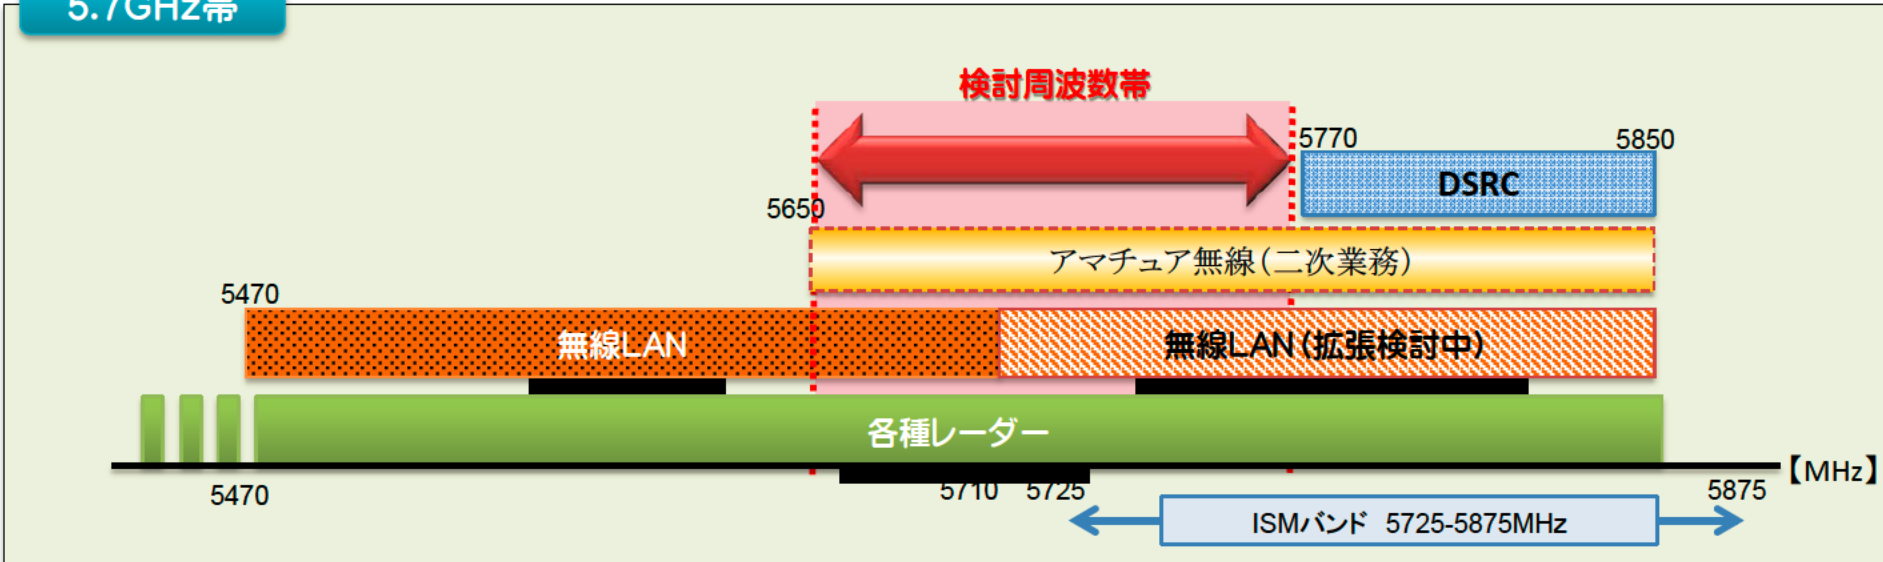 5.7GHz帯
検討周波数帯
5770
5850
DSRC
5650
アマチュア無線(二次業務)
5470
無線LAN
無線LAN(拡張検討中)
各種レーダー
【MHz】
5470
5710
5725
5875
ISMバンド 5725-5875MHz